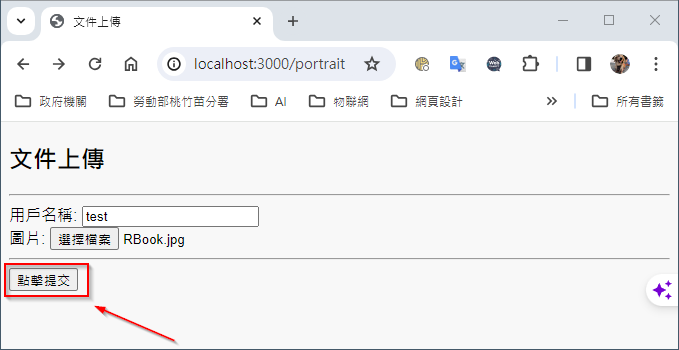 文件上傳
localhost:3000/portrait
政府機關 勞動部桃竹苗分署 AI 物聯網 網頁設計 所有書籤
文件上傳
用戶名稱: test
圖片: 選擇檔案 RBook.jpg
點擊提交